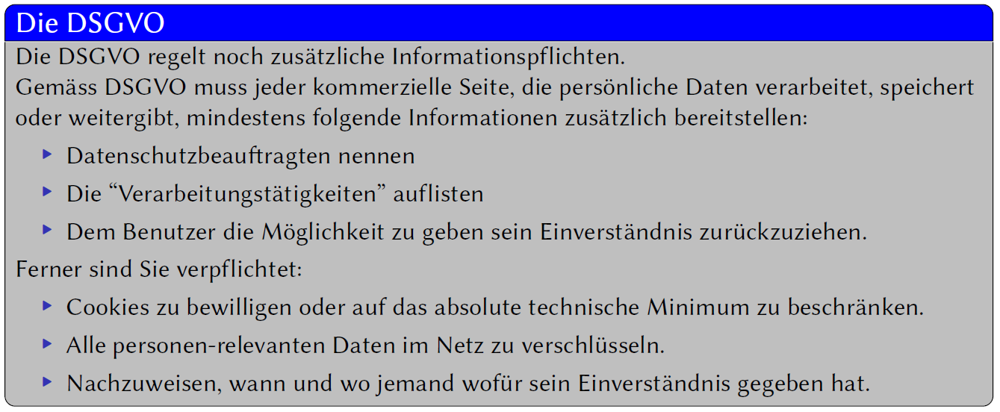 Die DSGVO
Die DSGVO regelt noch zusätzliche Informationspflichten.
Gemäss DSGVO muss jeder kommerzielle Seite, die persönliche Daten verarbeitet, speichert
oder weitergibt, mindestens folgende Informationen zusätzlich bereitstellen:
Datenschutzbeauftragten nennen
Die “Verarbeitungstätigkeiten” auflisten
Dem Benutzer die Möglichkeit zu geben sein Einverständnis zurückzuziehen.
Ferner sind Sie verpflichtet:
Cookies zu bewilligen oder auf das absolute technische Minimum zu beschränken.
Alle personen-relevanten Daten im Netz zu verschlüsseln.
Nachzuweisen, wann und wo jemand wofür sein Einverständnis gegeben hat.